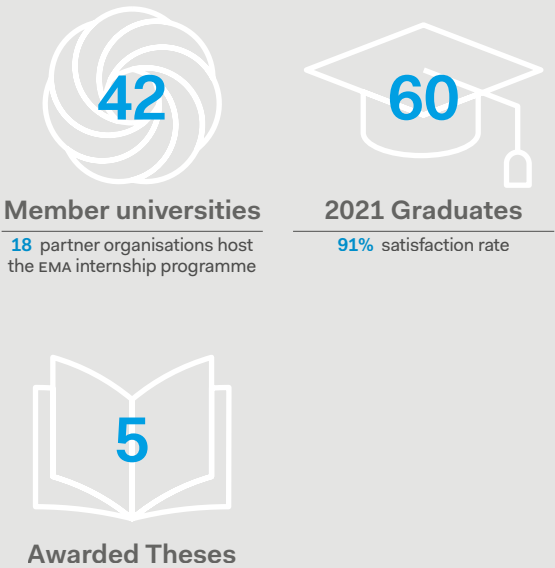 42
Member universities
18 partner organisations host
the EMA internship programme
60
2021 Graduates
91% satisfaction rate
5
Awarded Theses